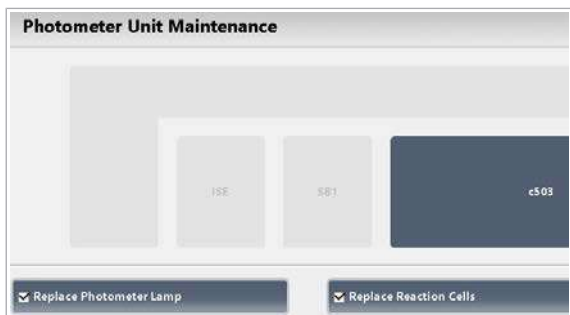 Photometer Unit Maintenance
ISE
SB1
c503
Replace Photometer Lamp
Replace Reaction Cells